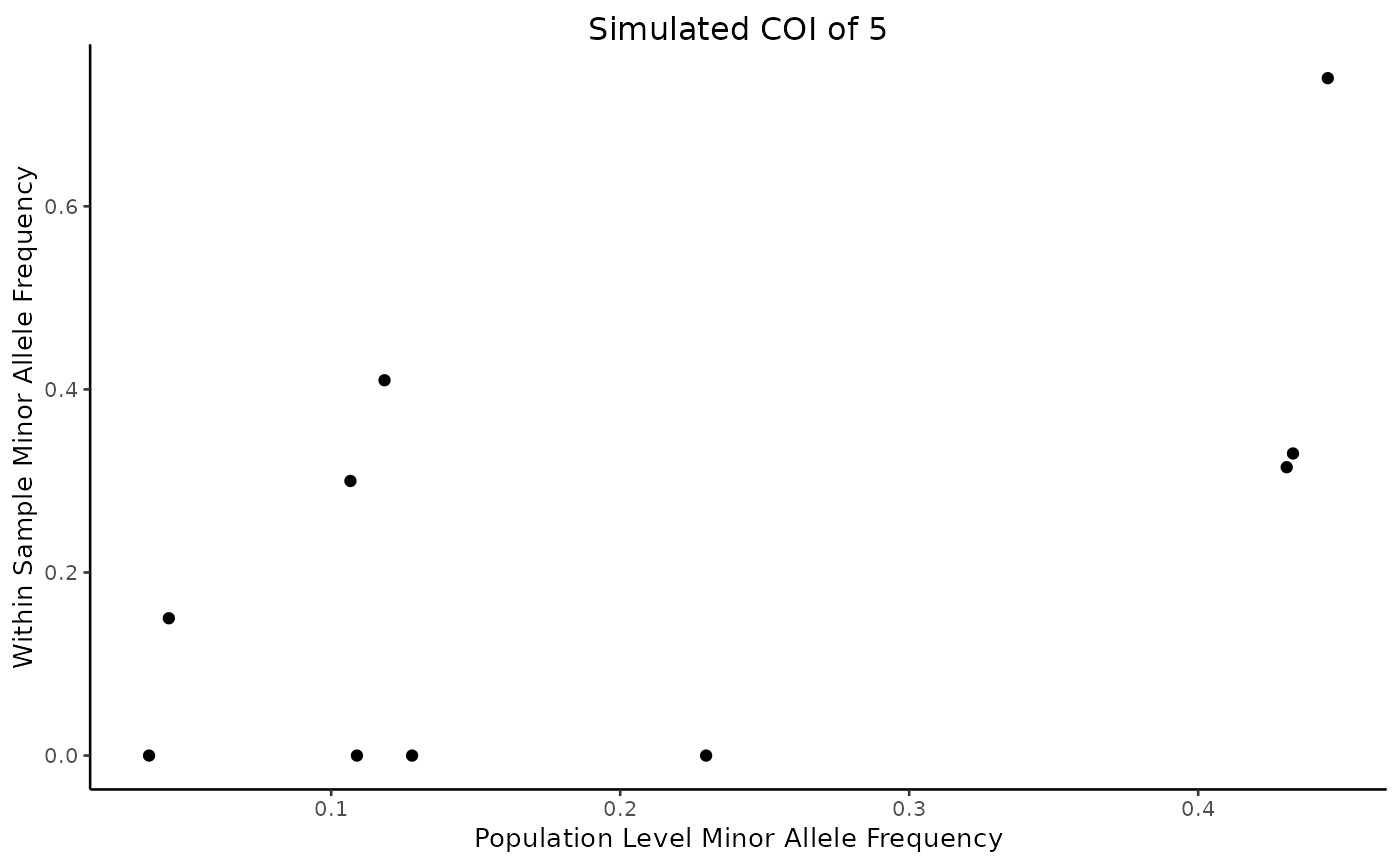 Simulated COI of 5
Within Sample Minor Allele Frequency
0.6
0.4
0.2
0.0
0.1 0.2 0.3 0.4
Population Level Minor Allele Frequency